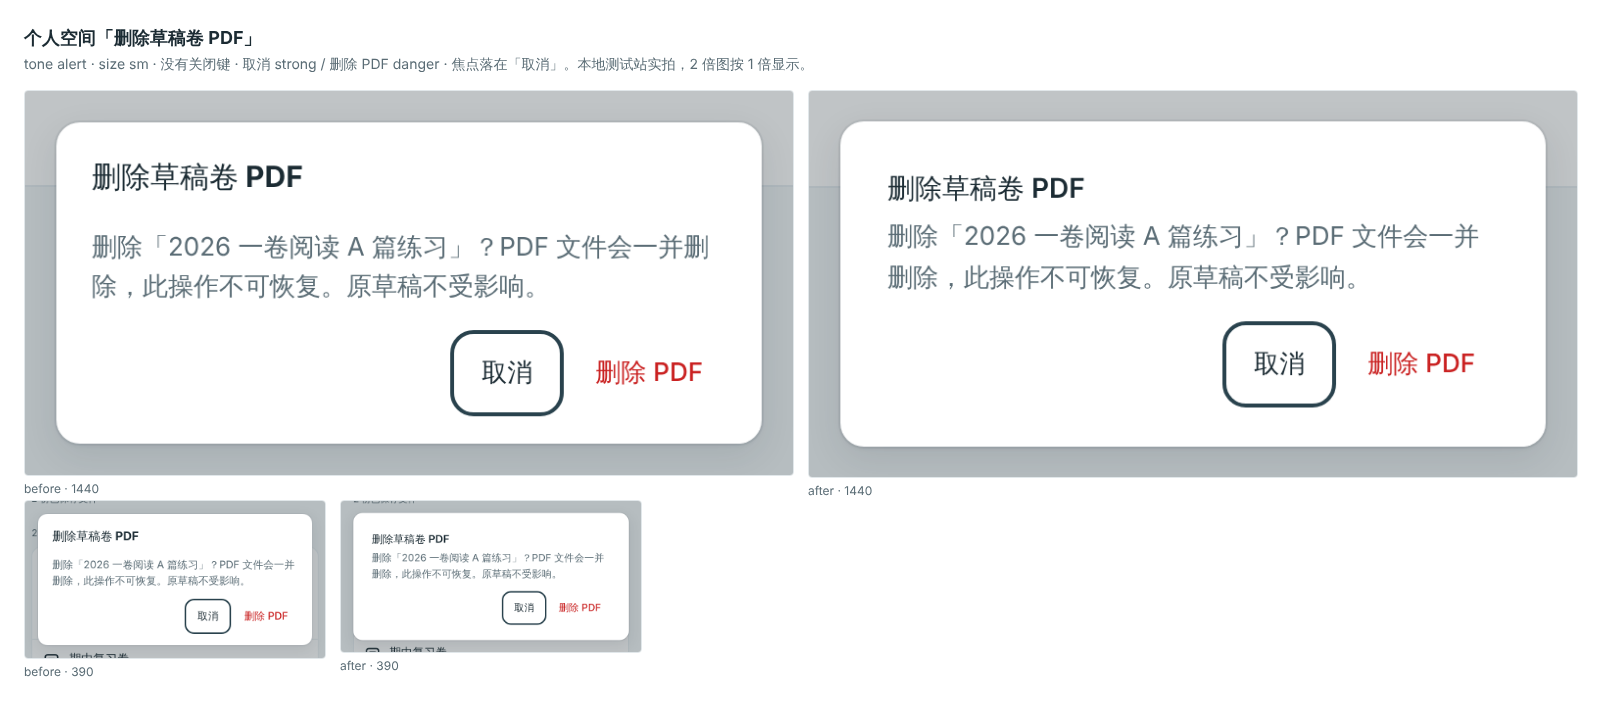 个人空间「删除草稿卷 PDF」
tone alert · size sm · 没有关闭键 · 取消 strong / 删除 PDF danger · 焦点落在「取消」。本地测试站实拍，2 倍图按 1 倍显示。
删除草稿卷 PDF
删除「2026 一卷阅读 A 篇练习」？PDF 文件会一并删
除，此操作不可恢复。原草稿不受影响。
取消 删除 PDF
before · 1440
删除草稿卷 PDF
删除「2026 一卷阅读 A 篇练习」？PDF 文件会一并
删除，此操作不可恢复。原草稿不受影响。
取消 删除 PDF
after · 1440
2
删除草稿卷 PDF
删除「2026 一卷阅读 A 篇练习」？PDF 文件会一并
删除，此操作不可恢复。原草稿不受影响。
取消 删除 PDF
before · 390
删除草稿卷 PDF
删除「2026 一卷阅读 A 篇练习」？PDF 文件会一并
删除，此操作不可恢复。原草稿不受影响。
取消 删除 PDF
after · 390